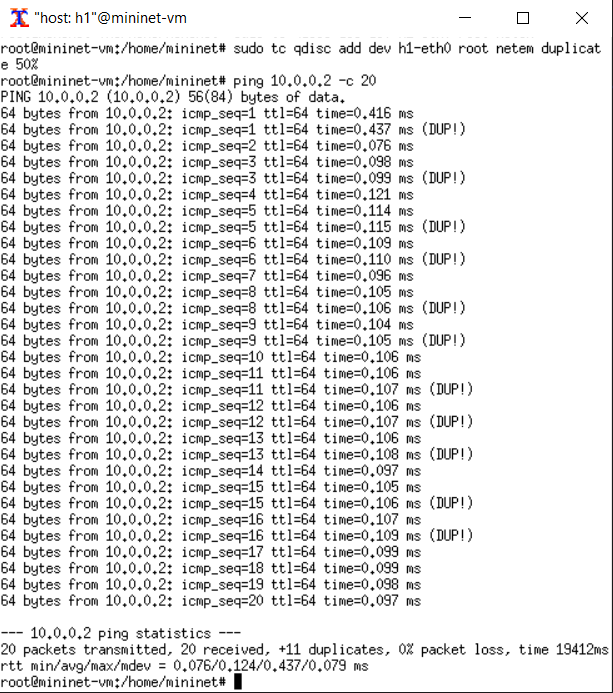 "host: h1"@mininet-vm
root@mininet-vm:/home/mininet# sudo tc qdisc add dev h1-eth0 root netem duplicat
e 50%
root@mininet-vm:/home/mininet# ping 10.0.0.2 -c 20
PING 10.0.0.2 (10.0.0.2) 56(84) bytes of data.
64 bytes from 10.0.0.2: icmp_seq=1 ttl=64 time=0.416 ms
64 bytes from 10.0.0.2: icmp_seq=1 ttl=64 time=0.437 ms (DUP!)
64 bytes from 10.0.0.2: icmp_seq=2 ttl=64 time=0.076 ms
64 bytes from 10.0.0.2: icmp_seq=3 ttl=64 time=0.098 ms
64 bytes from 10.0.0.2: icmp_seq=3 ttl=64 time=0.099 ms (DUP!)
64 bytes from 10.0.0.2: icmp_seq=4 ttl=64 time=0.121 ms
64 bytes from 10.0.0.2: icmp_seq=5 ttl=64 time=0.114 ms
64 bytes from 10.0.0.2: icmp_seq=5 ttl=64 time=0.115 ms (DUP!)
64 bytes from 10.0.0.2: icmp_seq=6 ttl=64 time=0.109 ms
64 bytes from 10.0.0.2: icmp_seq=6 ttl=64 time=0.110 ms (DUP!)
64 bytes from 10.0.0.2: icmp_seq=7 ttl=64 time=0.096 ms
64 bytes from 10.0.0.2: icmp_seq=8 ttl=64 time=0.105 ms
64 bytes from 10.0.0.2: icmp_seq=8 ttl=64 time=0.106 ms (DUP!)
64 bytes from 10.0.0.2: icmp_seq=9 ttl=64 time=0.104 ms
64 bytes from 10.0.0.2: icmp_seq=9 ttl=64 time=0.105 ms (DUP!)
64 bytes from 10.0.0.2: icmp_seq=10 ttl=64 time=0.106 ms
64 bytes from 10.0.0.2: icmp_seq=11 ttl=64 time=0.106 ms
64 bytes from 10.0.0.2: icmp_seq=11 ttl=64 time=0.107 ms (DUP!)
64 bytes from 10.0.0.2: icmp_seq=12 ttl=64 time=0.106 ms
64 bytes from 10.0.0.2: icmp_seq=12 ttl=64 time=0.107 ms (DUP!)
64 bytes from 10.0.0.2: icmp_seq=13 ttl=64 time=0.106 ms
64 bytes from 10.0.0.2: icmp_seq=13 ttl=64 time=0.108 ms (DUP!)
64 bytes from 10.0.0.2: icmp_seq=14 ttl=64 time=0.097 ms
64 bytes from 10.0.0.2: icmp_seq=15 ttl=64 time=0.105 ms
64 bytes from 10.0.0.2: icmp_seq=15 ttl=64 time=0.106 ms (DUP!)
64 bytes from 10.0.0.2: icmp_seq=16 ttl=64 time=0.107 ms
64 bytes from 10.0.0.2: icmp_seq=16 ttl=64 time=0.109 ms (DUP!)
64 bytes from 10.0.0.2: icmp_seq=17 ttl=64 time=0.099 ms
64 bytes from 10.0.0.2: icmp_seq=18 ttl=64 time=0.099 ms
64 bytes from 10.0.0.2: icmp_seq=19 ttl=64 time=0.098 ms
64 bytes from 10.0.0.2: icmp_seq=20 ttl=64 time=0.097 ms
--- 10.0.0.2 ping statistics ---
20 packets transmitted, 20 received, +11 duplicates, 0% packet loss, time 19412ms
rtt min/avg/max/mdev = 0.076/0.124/0.437/0.079 ms
root@mininet-vm:/home/mininet#